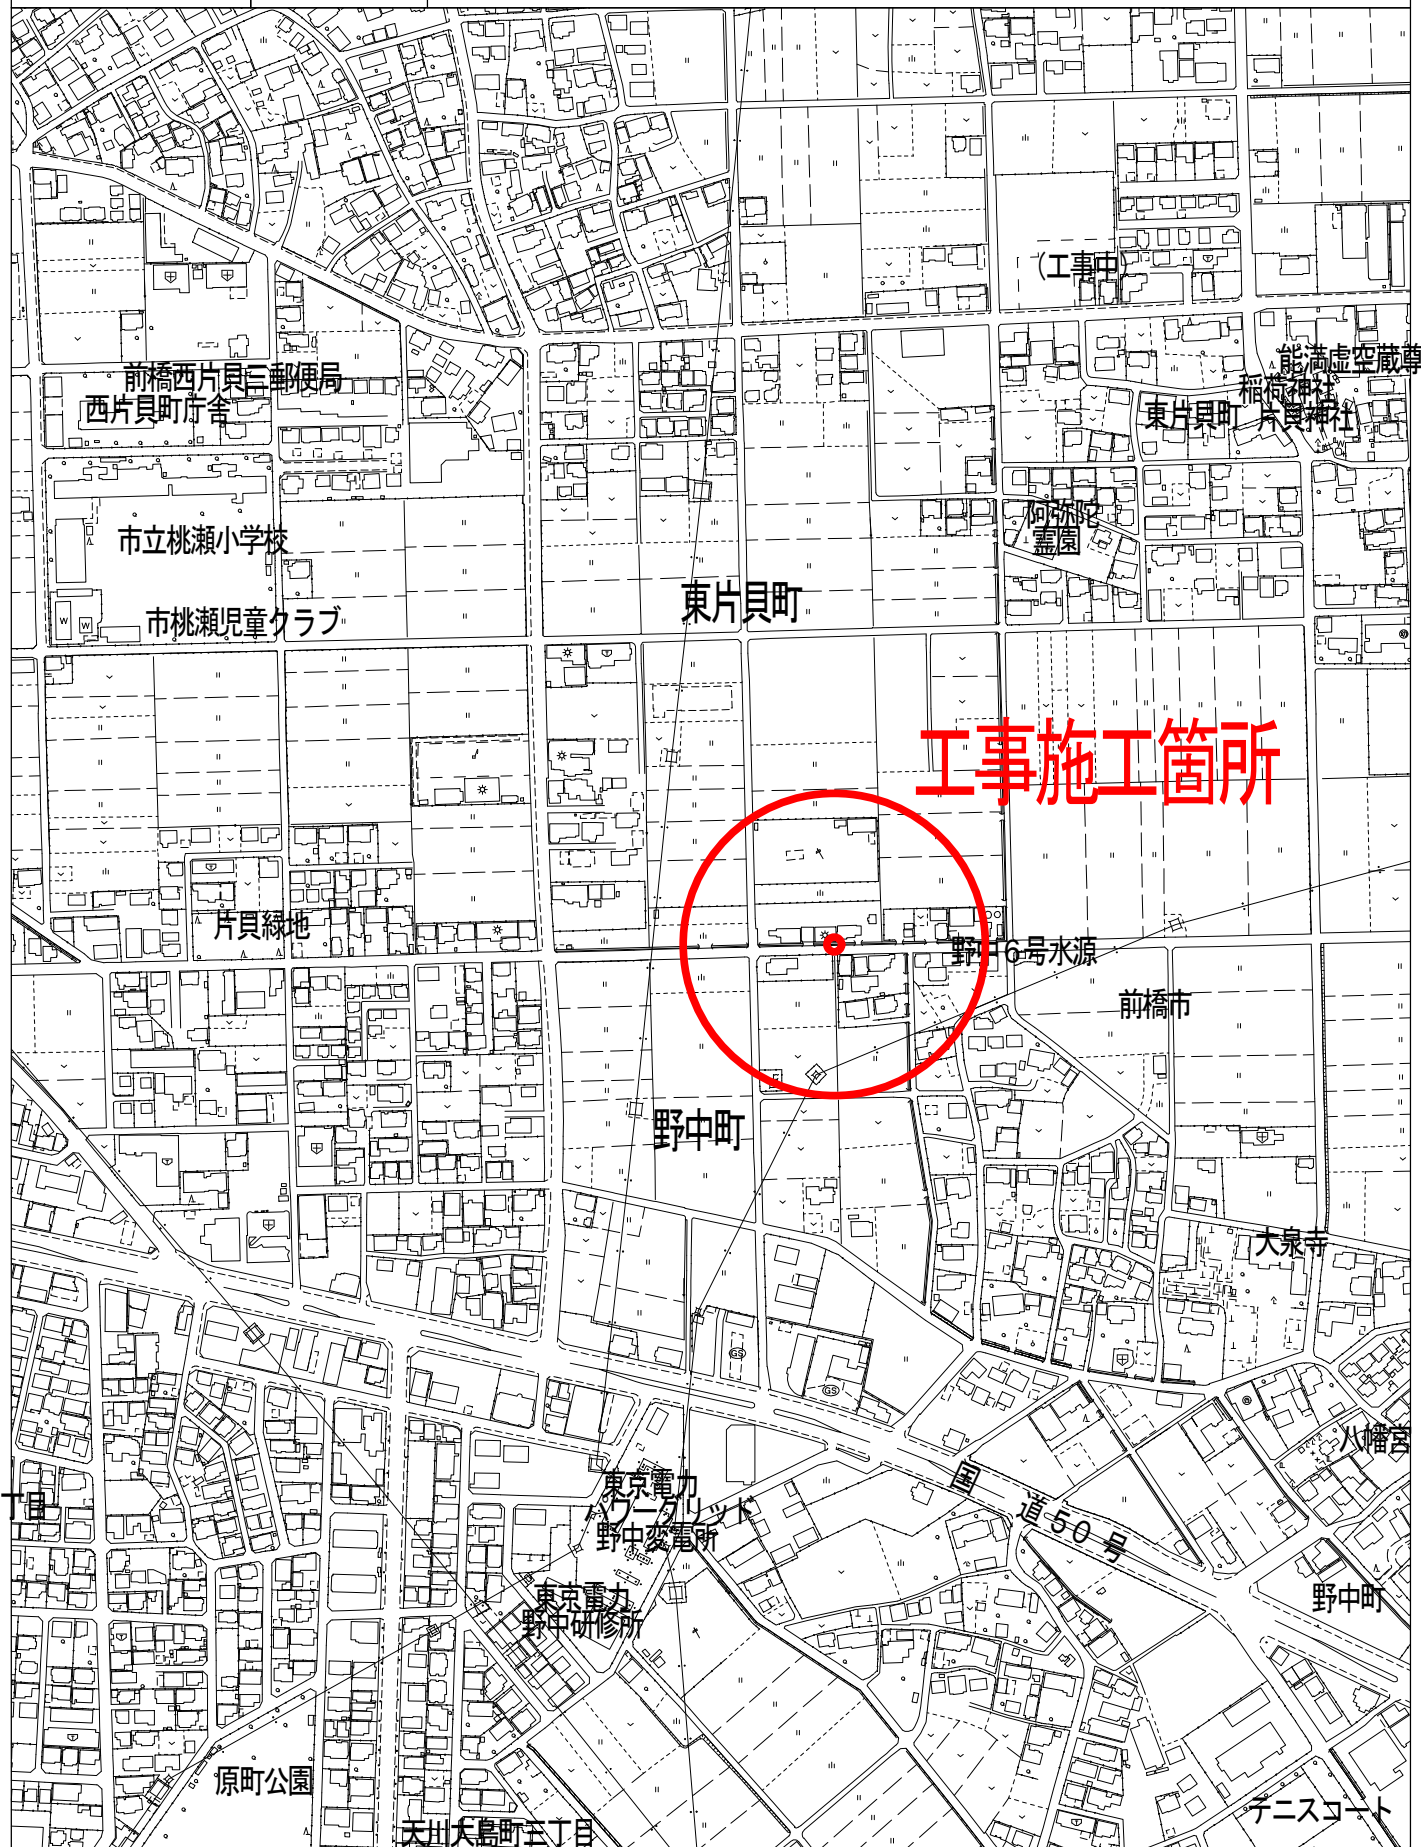 (工事中)
能満虚空蔵尊
前橋西片貝三郵便局
稲荷神社
西片貝町庁舎
東片貝町
片貝神社
阿弥陀
霊園
市立桃瀬小学校
東片貝町
市桃瀬児童クラブ
工事施工箇所
片貝緑地
野中6号水源
前橋市
野中町
大泉寺
八幡宮
国道50号
東京電力
パワーグリッド
野中変電所
丁目
東京電力
野中研修所
野中町
原町公園
テニスコート
天川大島町三丁目
GS
GS
W
W
W